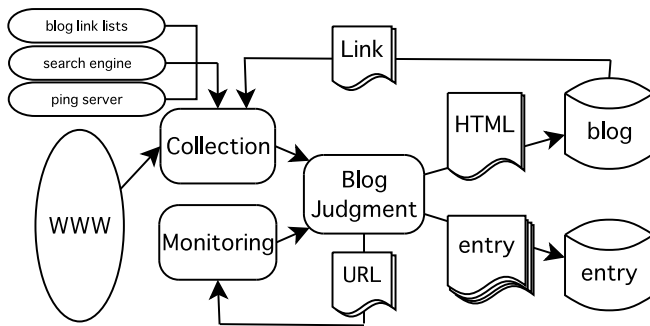 blog link lists
search engine
ping server
Link
HTML
blog
Collection
Blog
Judgment
WWW
Monitoring
URL
entry
entry